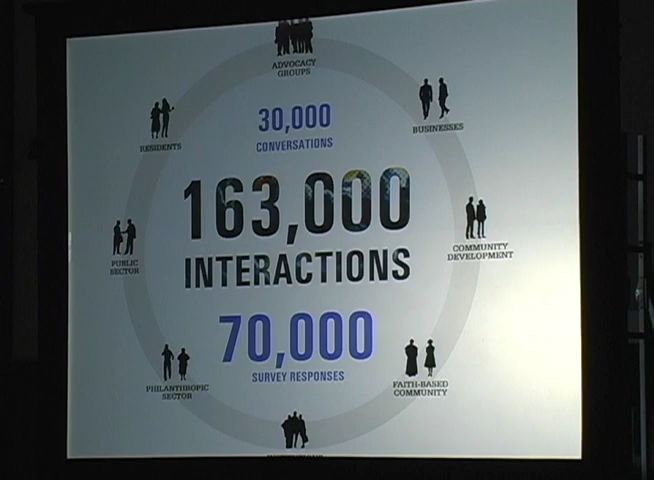 ADVOCACY
GROUPS
30,000
CONVERSATIONS
BUSINESSES
RESIDENTS
163,000
INTERACTIONS
PUBLIC
SECTOR
COMMUNITY
DEVELOPMENT
70,000
SURVEY RESPONSES
PHILANTHROPIC
SECTOR
FAITH-BASED
COMMUNITY